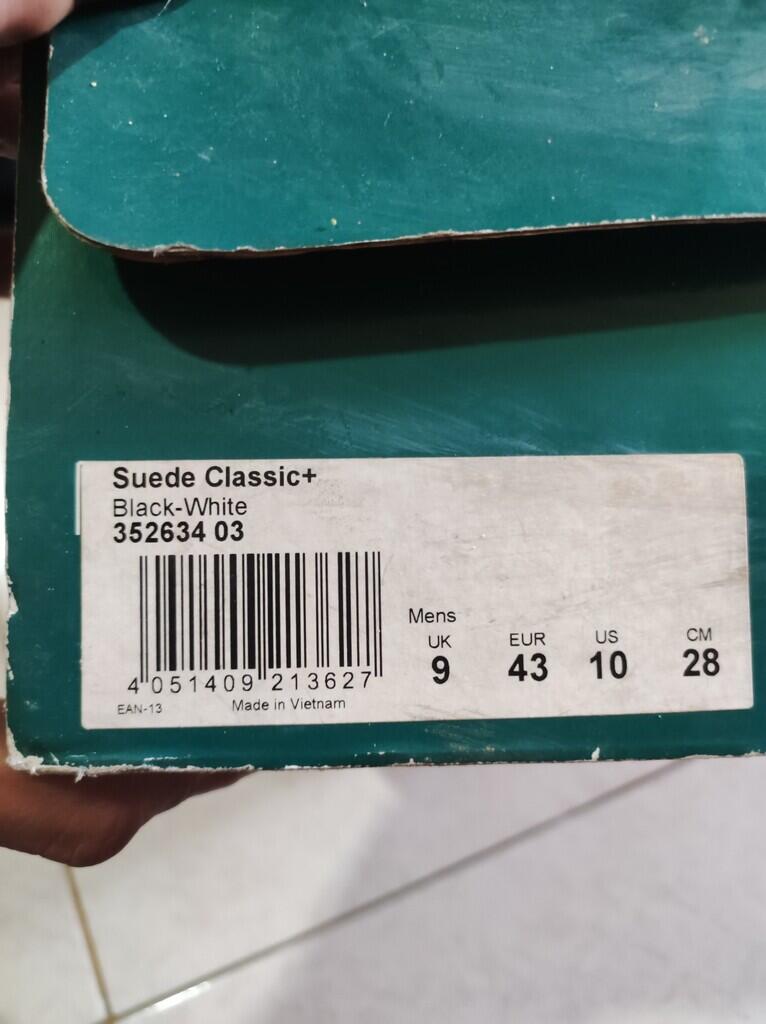 Suede Classic+
Black-White
352634 03
4 051409 213627
EAN-13
Made in Vietnam
Mens
UK EUR US CM
9 43 10 28